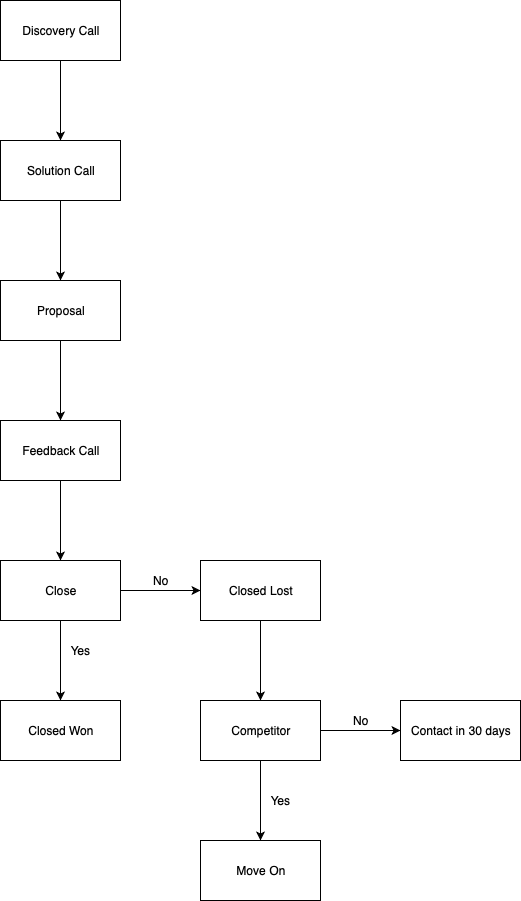 Discovery Call
Solution Call
Proposal
Feedback Call
Close
No
Closed Lost
Yes
Closed Won
Competitor
No
Contact in 30 days
Yes
Move On